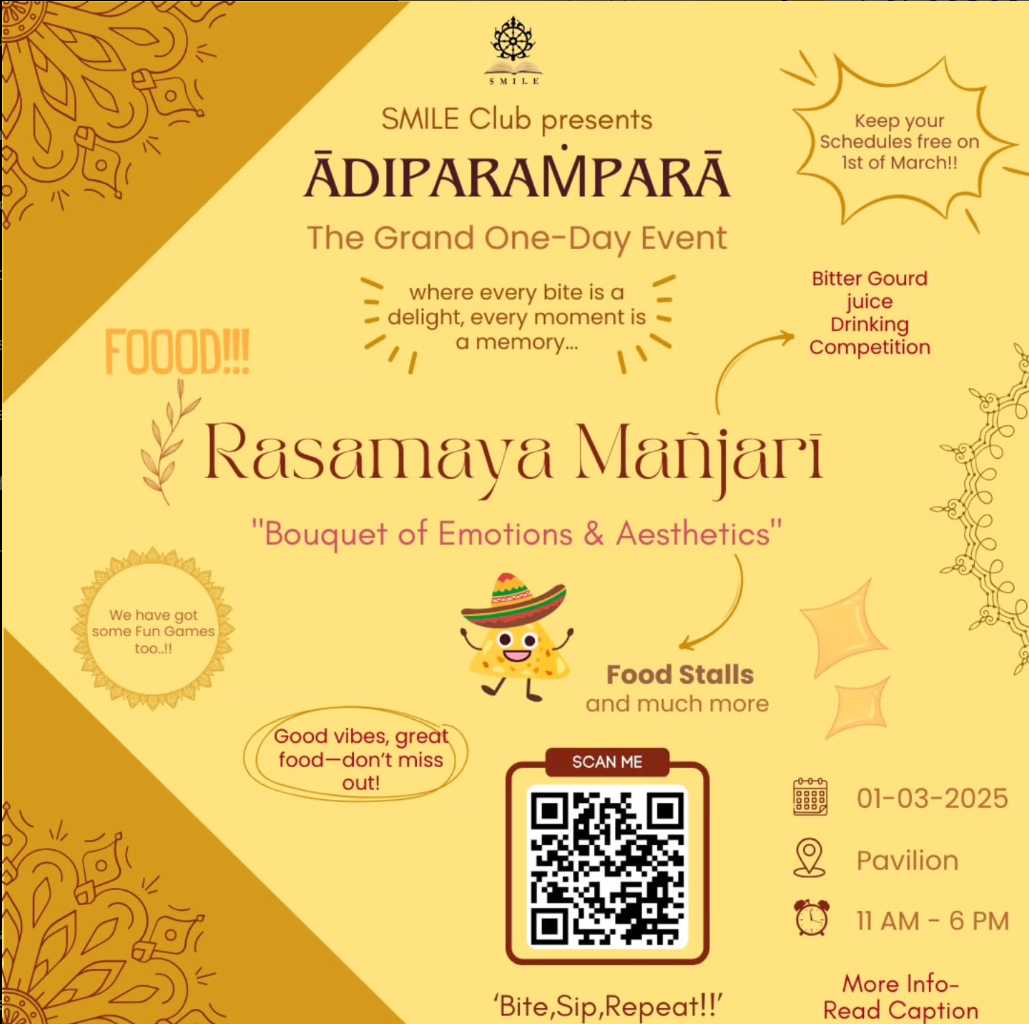 SMILE
SMILE Club presents
ĀDIPARAṀPARĀ
The Grand One-Day Event
Keep your
Schedules free on
1st of March!!
where every bite is a
delight, every moment is
a memory...
Bitter Gourd
juice
Drinking
Competition
FOOOD!!!
Rasamaya Mañjarī
"Bouquet of Emotions & Aesthetics"
We have got
some Fun Games
too..!!
Food Stalls
and much more
Good vibes, great
food—don't miss
out!
SCAN ME
01-03-2025
Pavilion
11 AM - 6 PM
'Bite,Sip,Repeat!!'
More Info-
Read Caption